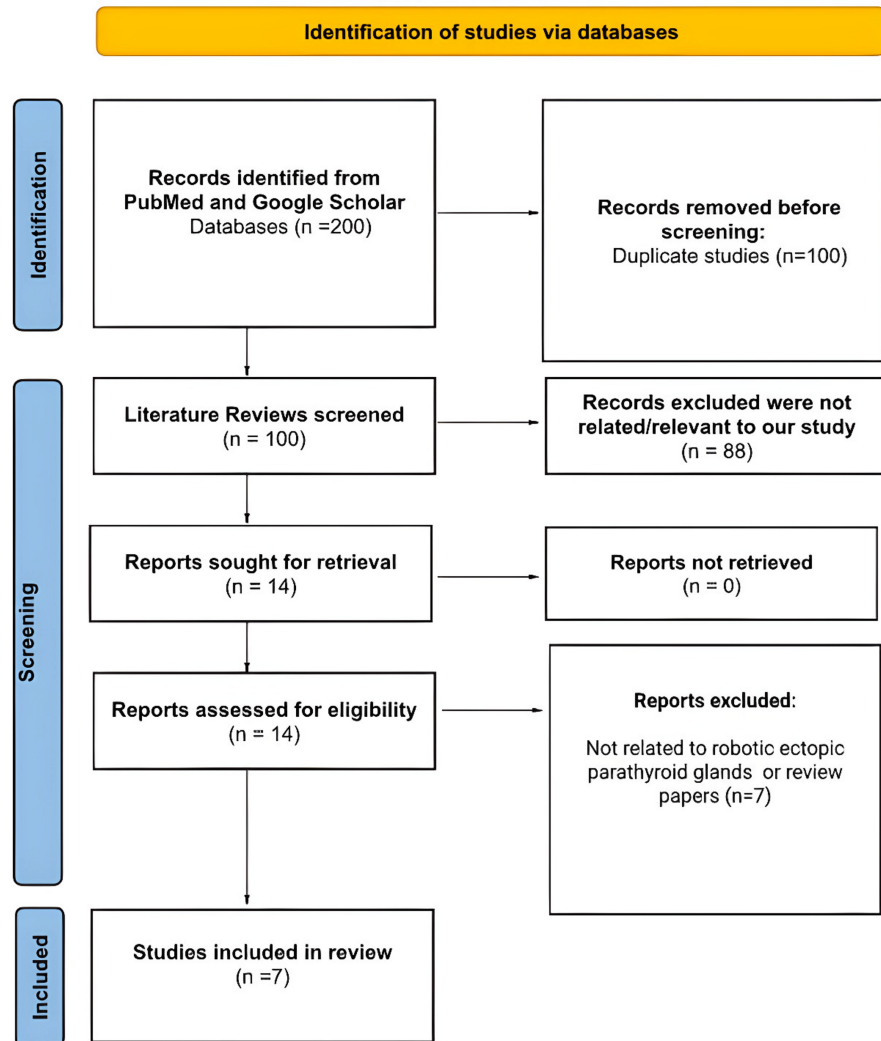 Identification of studies via databases
Identification
Records identified from
PubMed and Google Scholar
Databases (n =200)
Records removed before
screening:
Duplicate studies (n=100)
Screening
Literature Reviews screened
(n = 100)
Records excluded were not
related/relevant to our study
(n = 88)
Reports sought for retrieval
(n = 14)
Reports not retrieved
(n = 0)
Reports assessed for eligibility
(n = 14)
Reports excluded:
Not related to robotic ectopic
parathyroid glands or review
papers (n=7)
Included
Studies included in review
(n =7)